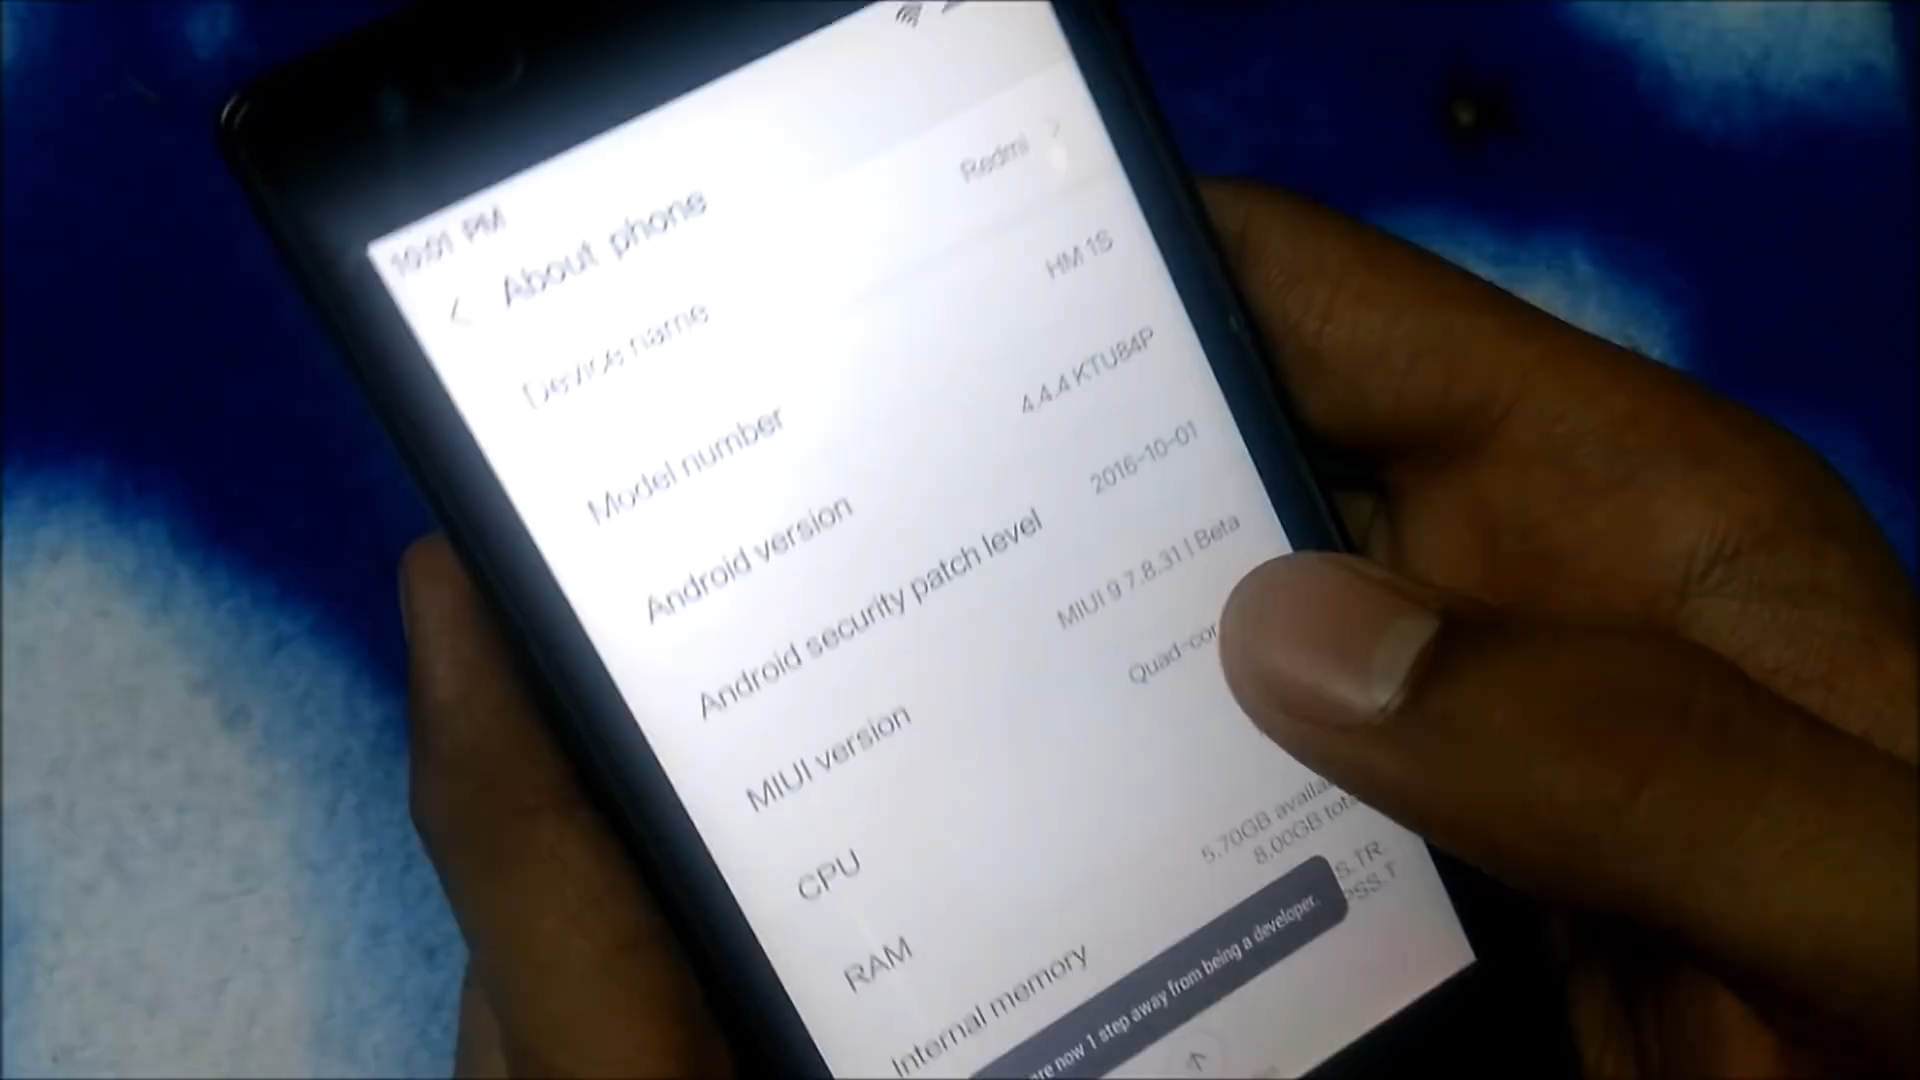 10:01 PM
About phone
Device name Redmi
Model number HM 1S
Android version 4.4.4 KTU84P
Android security patch level 2016-10-01
MIUI version MIUI 9 7.8.31 | Beta
CPU Quad-cor
RAM
Internal memory 5.70GB availa
8.00GB tota
are now 1 step away from being a developer.